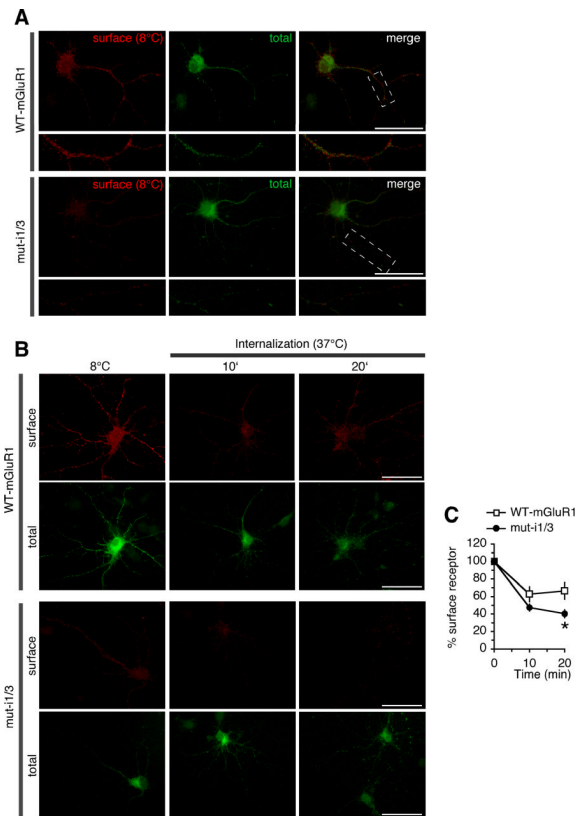 A
surface (8°C) total merge
WT-mGluR1
surface (8°C) total merge
mut-i1/3
B
Internalization (37°C)
8°C 10' 20'
WT-mGluR1
surface
total
mut-i1/3
surface
total
C
WT-mGluR1
mut-i1/3
% surface receptor
120
100
80
60
40
20
0
*
0 10 20
Time (min)